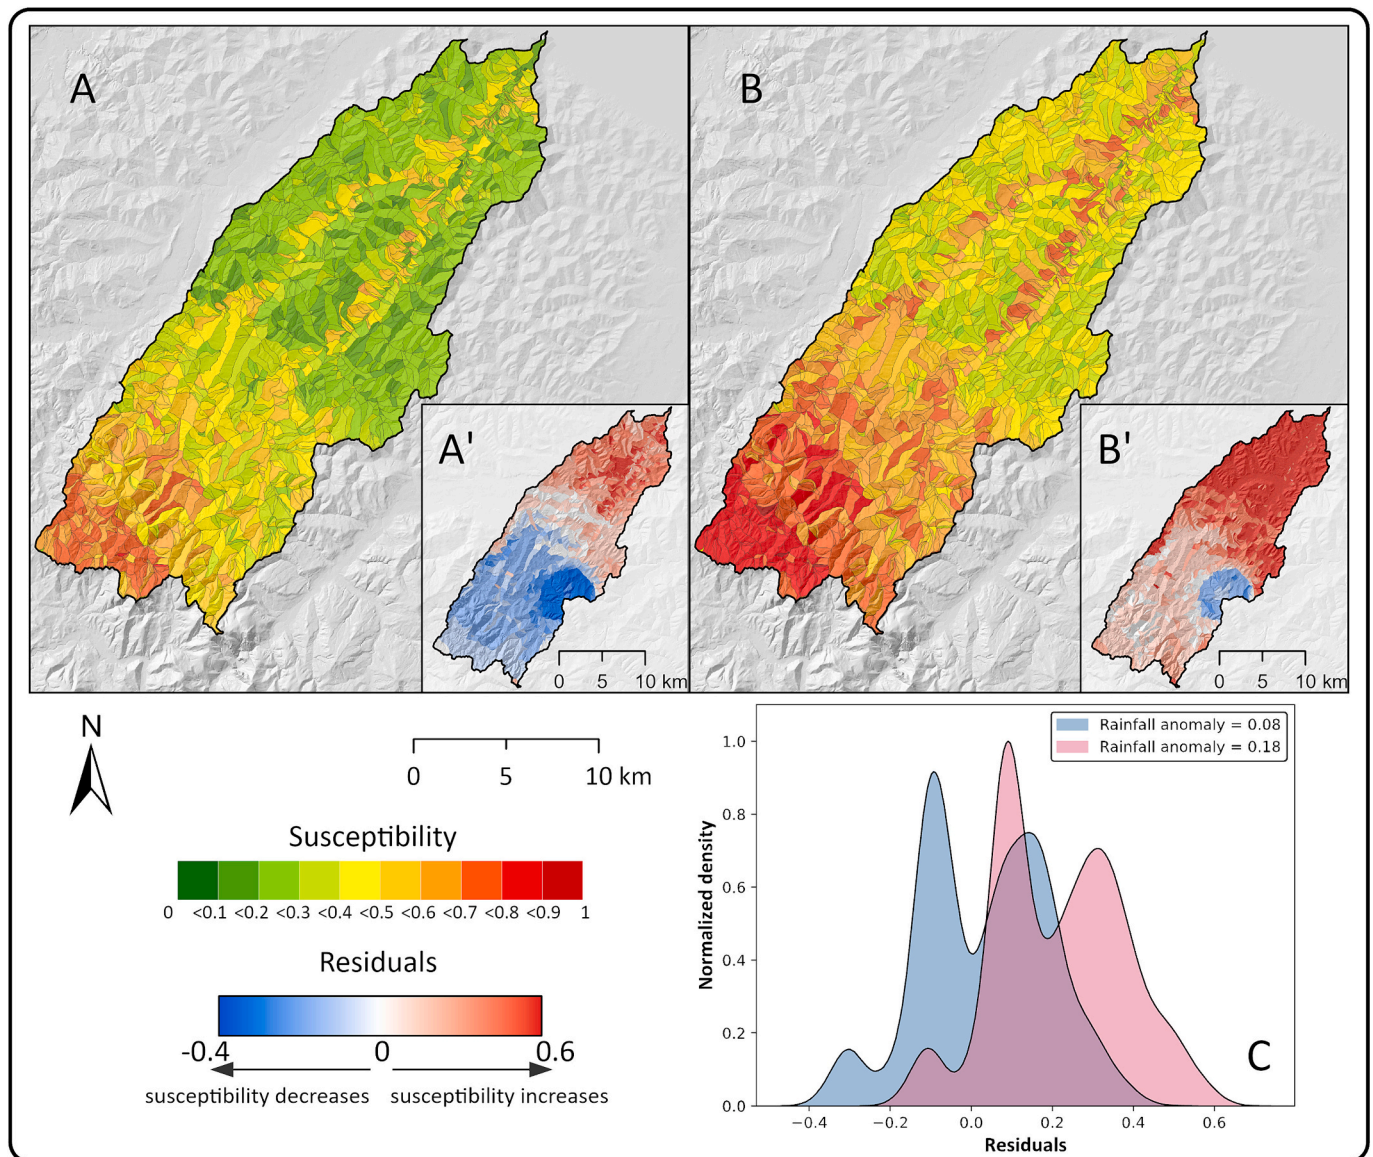 A
B
A'
B'
0 5 10 km
0 5 10 km
N
0 5 10 km
Susceptibility
0 <0.1 <0.2 <0.3 <0.4 <0.5 <0.6 <0.7 <0.8 <0.9 1
Residuals
-0.4 0 0.6
susceptibility decreases susceptibility increases
Rainfall anomaly = 0.08
Rainfall anomaly = 0.18
Normalized density
1.0
0.8
0.6
0.4
0.2
0.0
C
−0.4 −0.2 0.0 0.2 0.4 0.6
Residuals